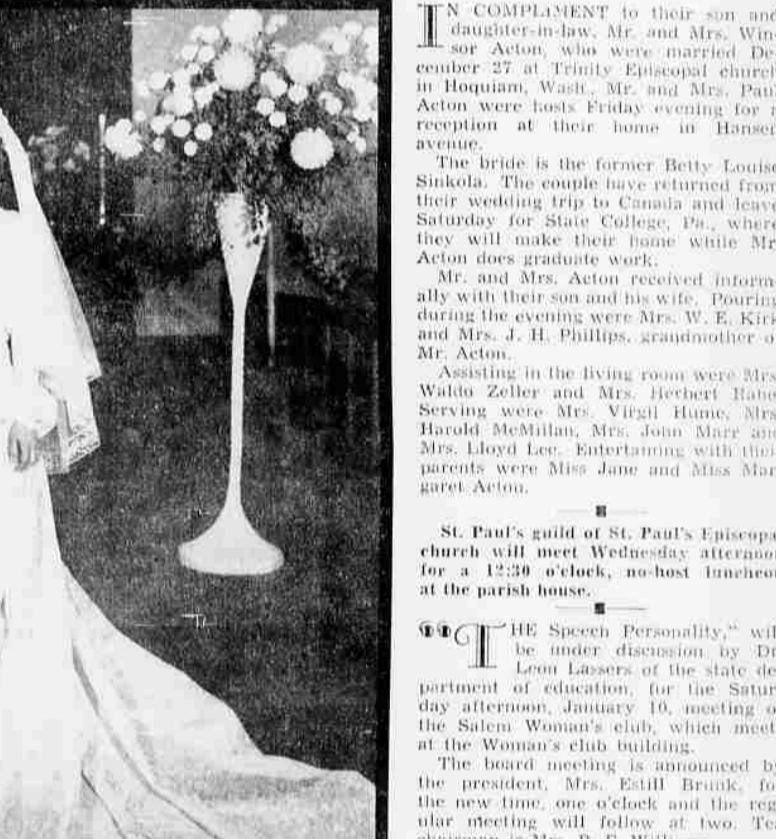 IN COMPLIMENT to their son and
daughter-in-law, Mr. and Mrs. Win-
sor Acton, who were married De-
cember 27 at Trinity Episcopal church
in Hoquiam, Wash., Mr. and Mrs. Paul
Acton were hosts Friday evening for a
reception at their home in Hansen
avenue.
The bride is the former Betty Louise
Sinkola. The couple have returned from
their wedding trip to Canada and leave
Saturday for State College, Pa., where
they will make their home while Mr.
Acton does graduate work.
Mr. and Mrs. Acton received inform-
ally with their son and his wife. Pouring
during the evening were Mrs. W. E. Kirk
and Mrs. J. H. Phillips, grandmother o
Mr. Acton.
Assisting in the living room were Mrs
Waldo Zeller and Mrs. Herbert
Serving were Mrs. Virgil Hume, Mrs
Harold McMillan, Mrs. John Marr and
Mrs. Lloyd Lee. Entertaining with their
parents were Miss Jane and Miss Mar
garet Acton.
St. Paul's guild of St. Paul's Episcopa
church will meet Wednesday afternoon
for a 12:30 o'clock, no-host luncheon
at the parish house.
"THE Speech Personality," will
be under discussion by Dr
Leon Lassers of the state de
partment of education, for the Satur
day afternoon, January 10, meeting o
the Salem Woman's club, which meet
at the Woman's club building.
The board meeting is announced by
the president, Mrs. Estill Brunk, fo
the new time, one o'clock and the reg
ular meeting will follow at two. Te